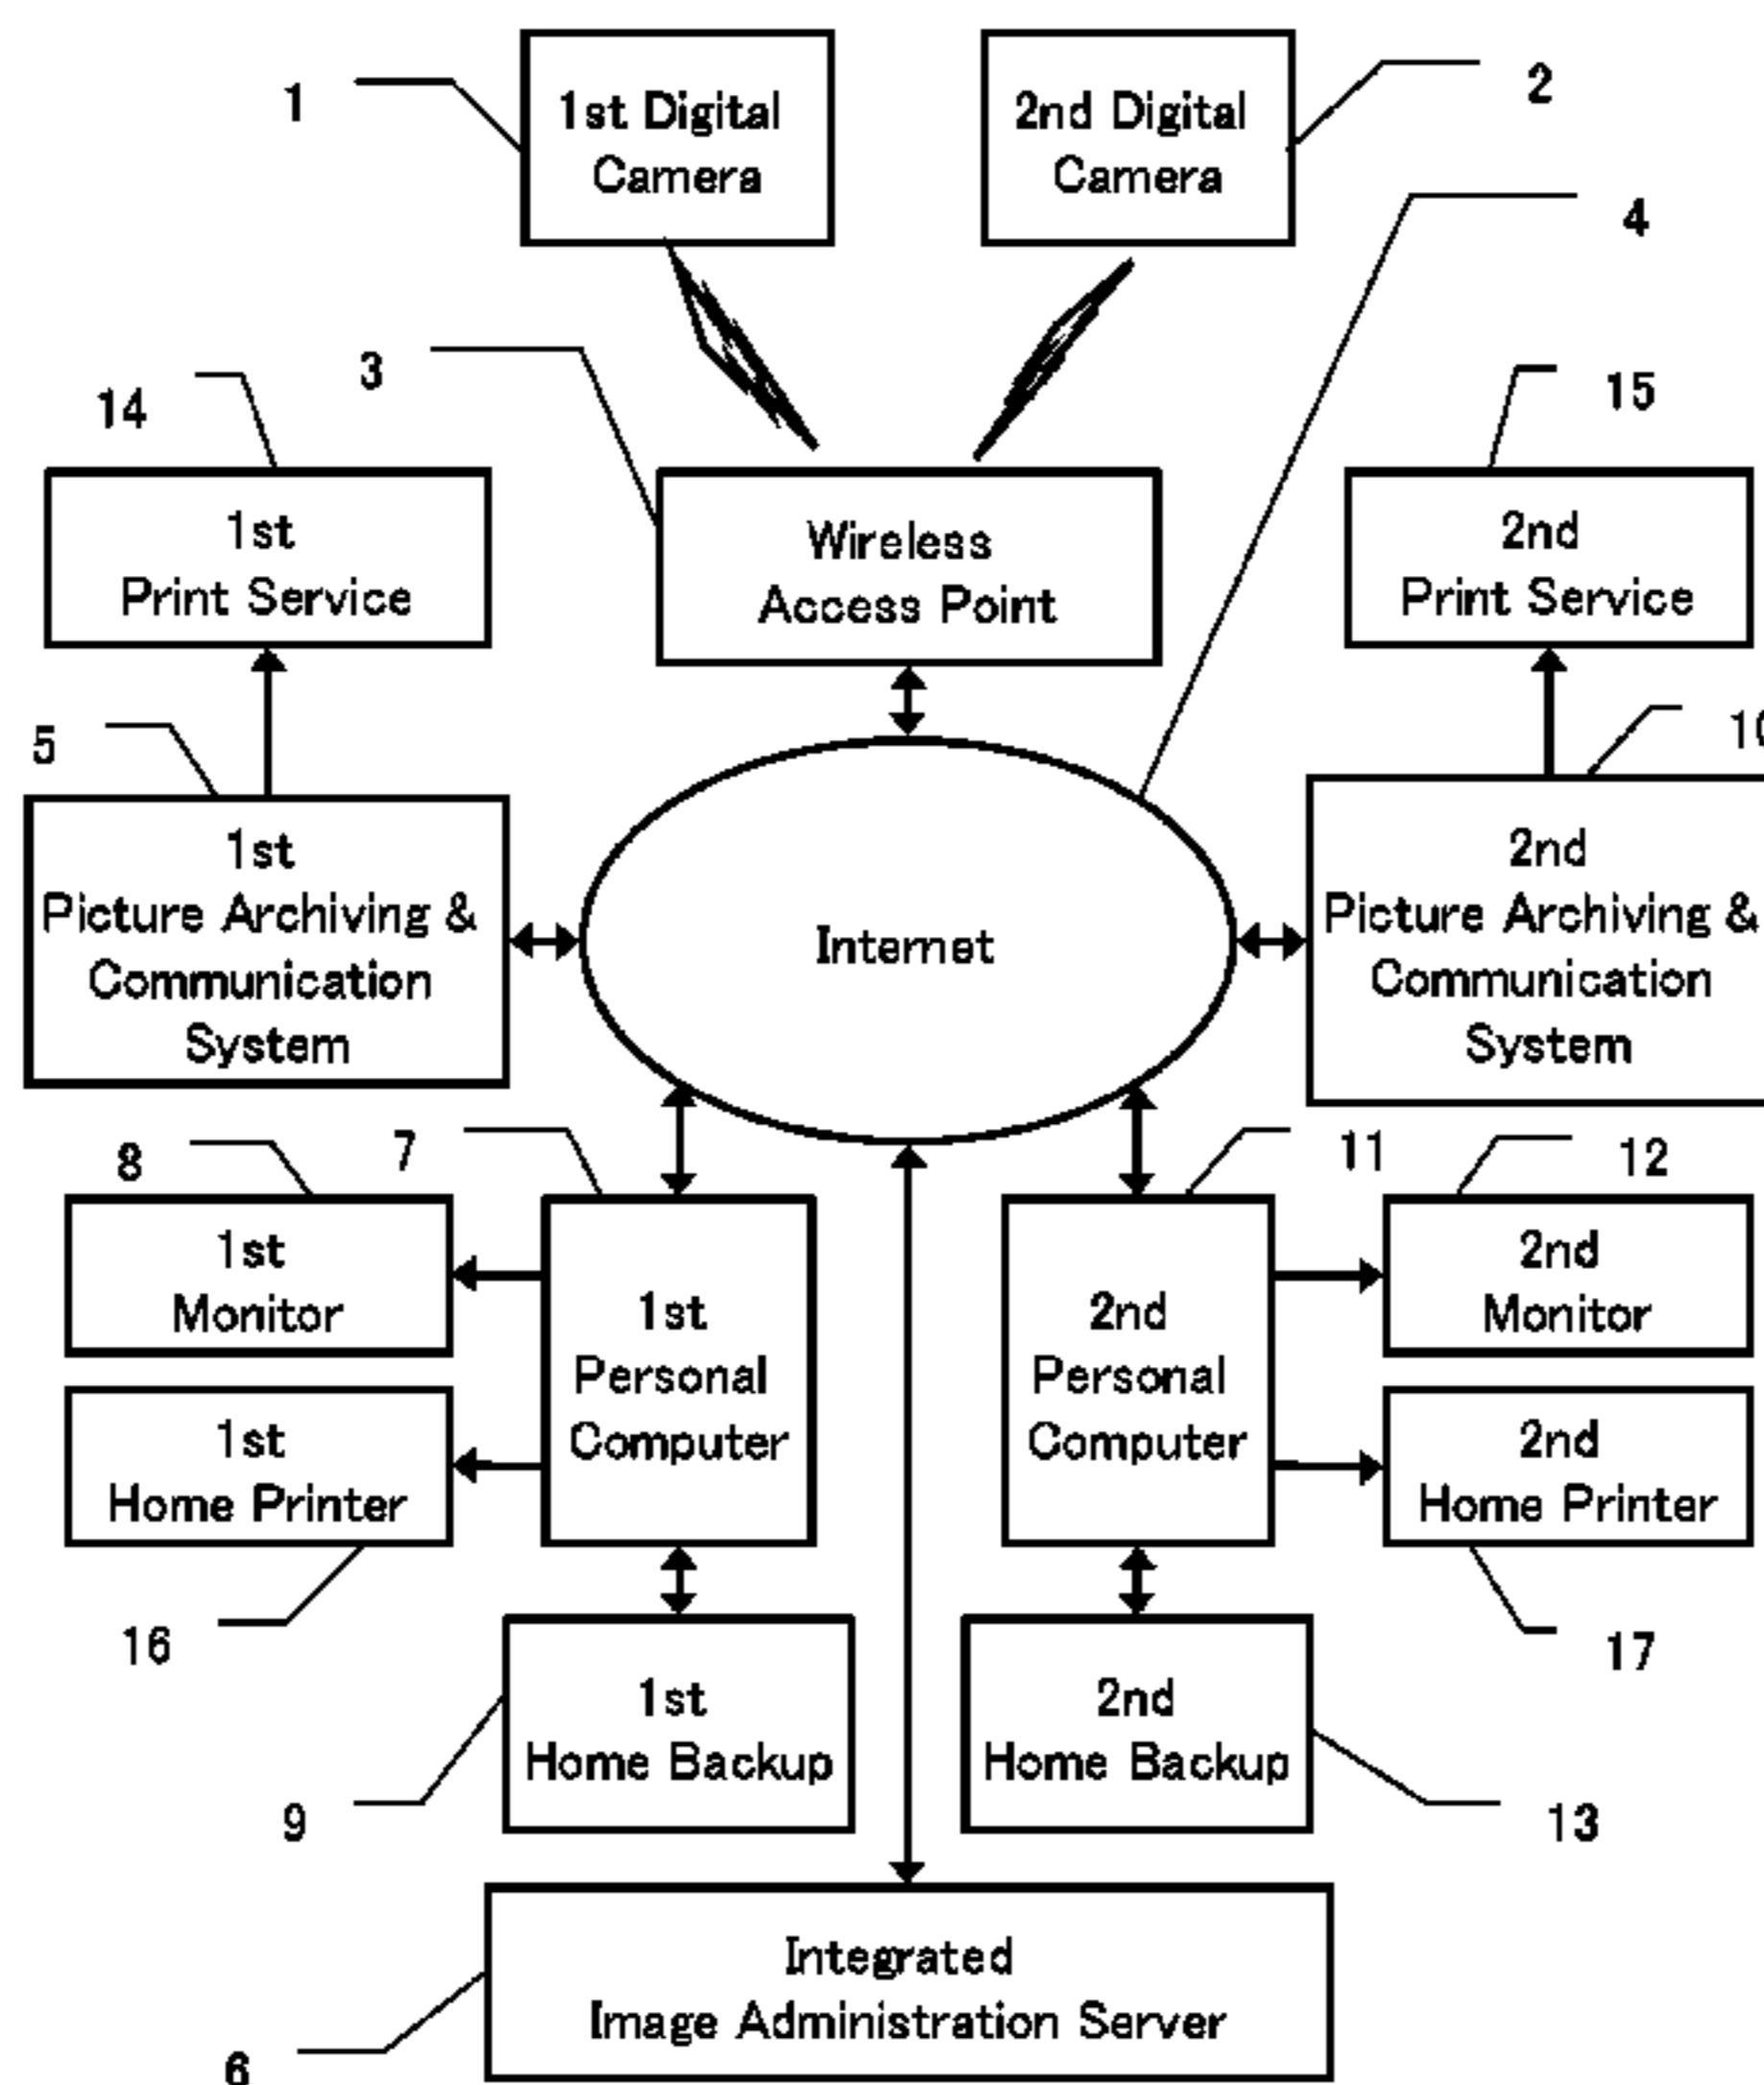 1
1st Digital
Camera
2nd Digital
Camera
2
4
3
14
15
1st
Print Service
Wireless
Access Point
2nd
Print Service
5
10
1st
Picture Archiving &
Communication
System
Internet
2nd
Picture Archiving &
Communication
System
8
7
11
12
1st
Monitor
1st
Personal
Computer
2nd
Personal
Computer
2nd
Monitor
1st
Home Printer
2nd
Home Printer
16
17
1st
Home Backup
2nd
Home Backup
9
13
Integrated
Image Administration Server
6